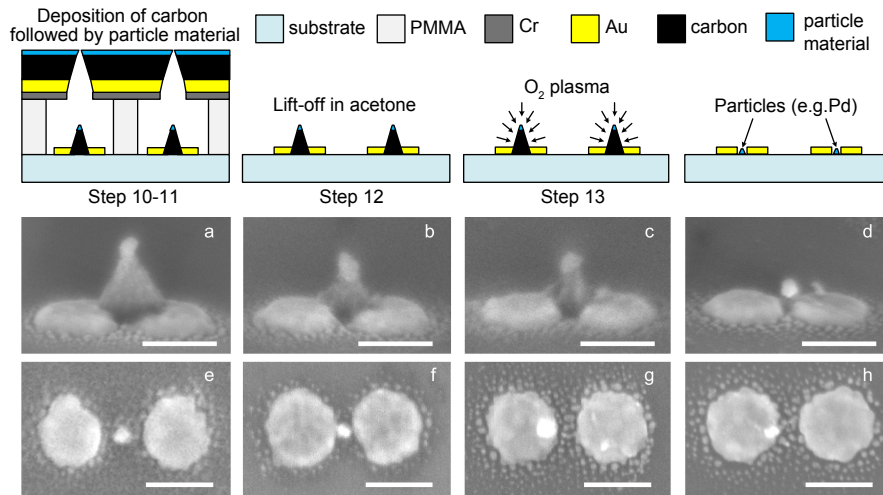 Deposition of carbon
followed by particle material
substrate
PMMA
Cr
Au
carbon
particle
material
Lift-off in acetone
O₂ plasma
Particles (e.g.Pd)
Step 10-11
Step 12
Step 13
a
b
c
d
e
f
g
h